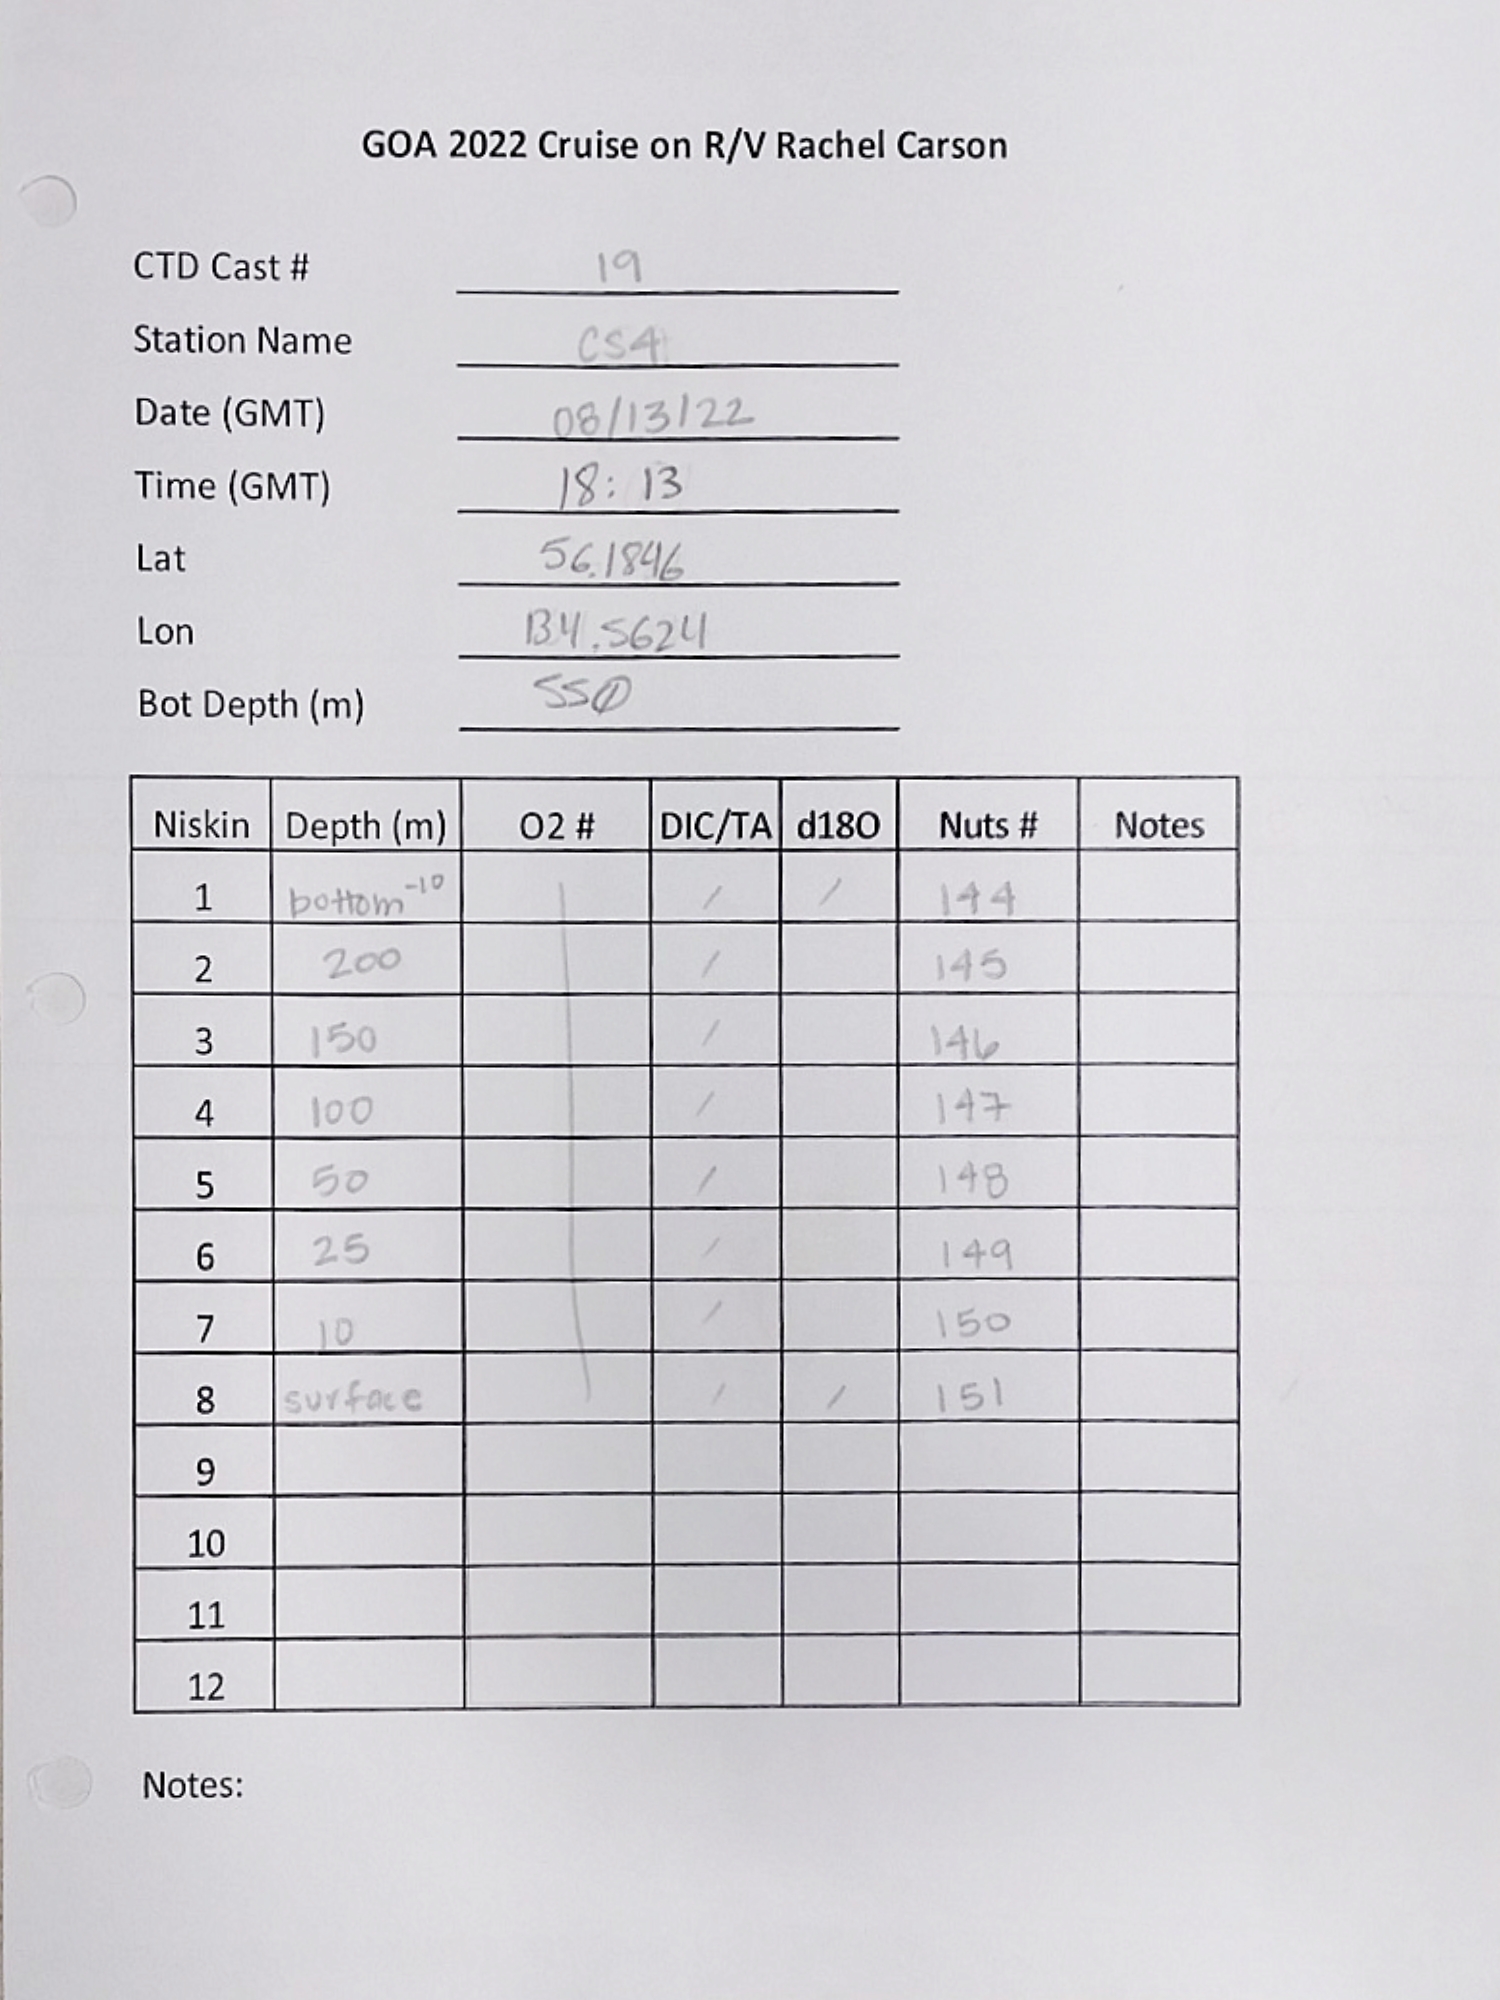 GOA 2022 Cruise on R/V Rachel Carson
CTD Cast # 19
Station Name CS4
Date (GMT) 08/13/22
Time (GMT) 18:13
Lat 56.1846
Lon 134.5624
Bot Depth (m) 550
Niskin Depth (m) O2 # DIC/TA d18O Nuts # Notes
1 bottom -10 | / / 144
2 200 / 145
3 150 / 146
4 100 / 147
5 50 / 148
6 25 / 149
7 10 / 150
8 surface / / 151
9
10
11
12
Notes: